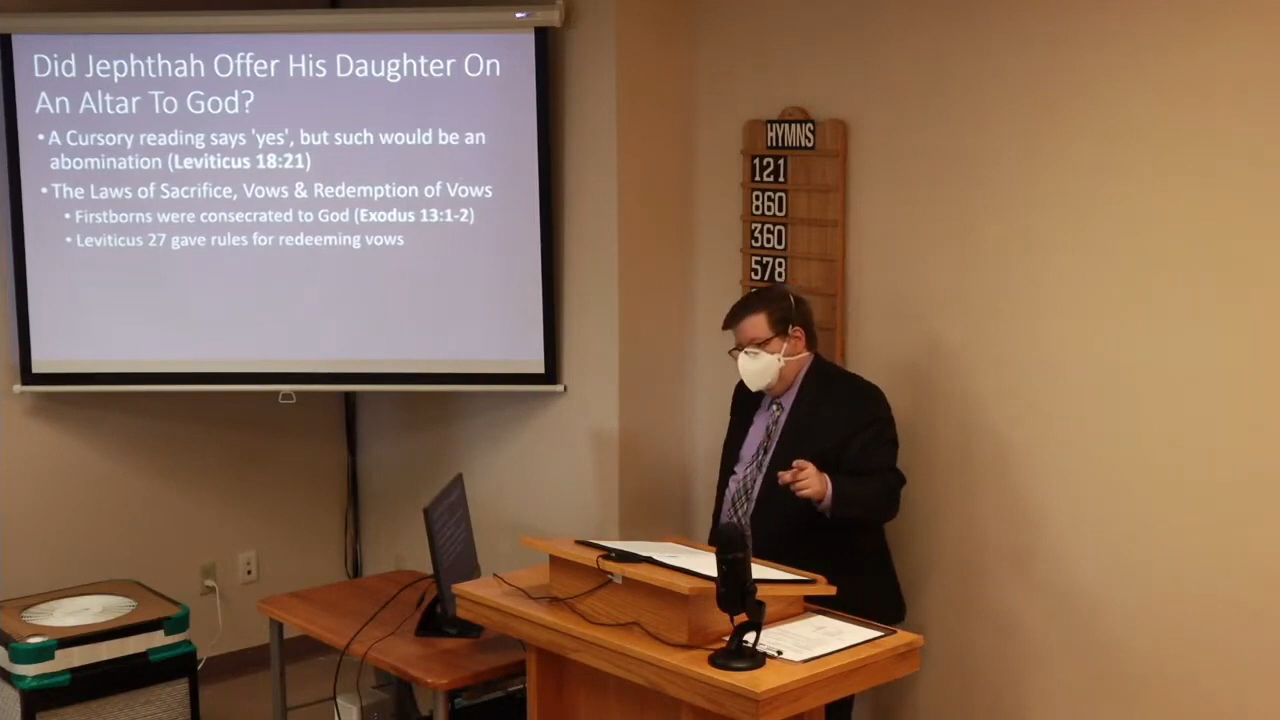 Did Jephthah Offer His Daughter On
An Altar To God?
• A Cursory reading says 'yes', but such would be an
abomination (Leviticus 18:21)
• The Laws of Sacrifice, Vows & Redemption of Vows
• Firstborns were consecrated to God (Exodus 13:1-2)
• Leviticus 27 gave rules for redeeming vows
HYMNS
121
860
360
578